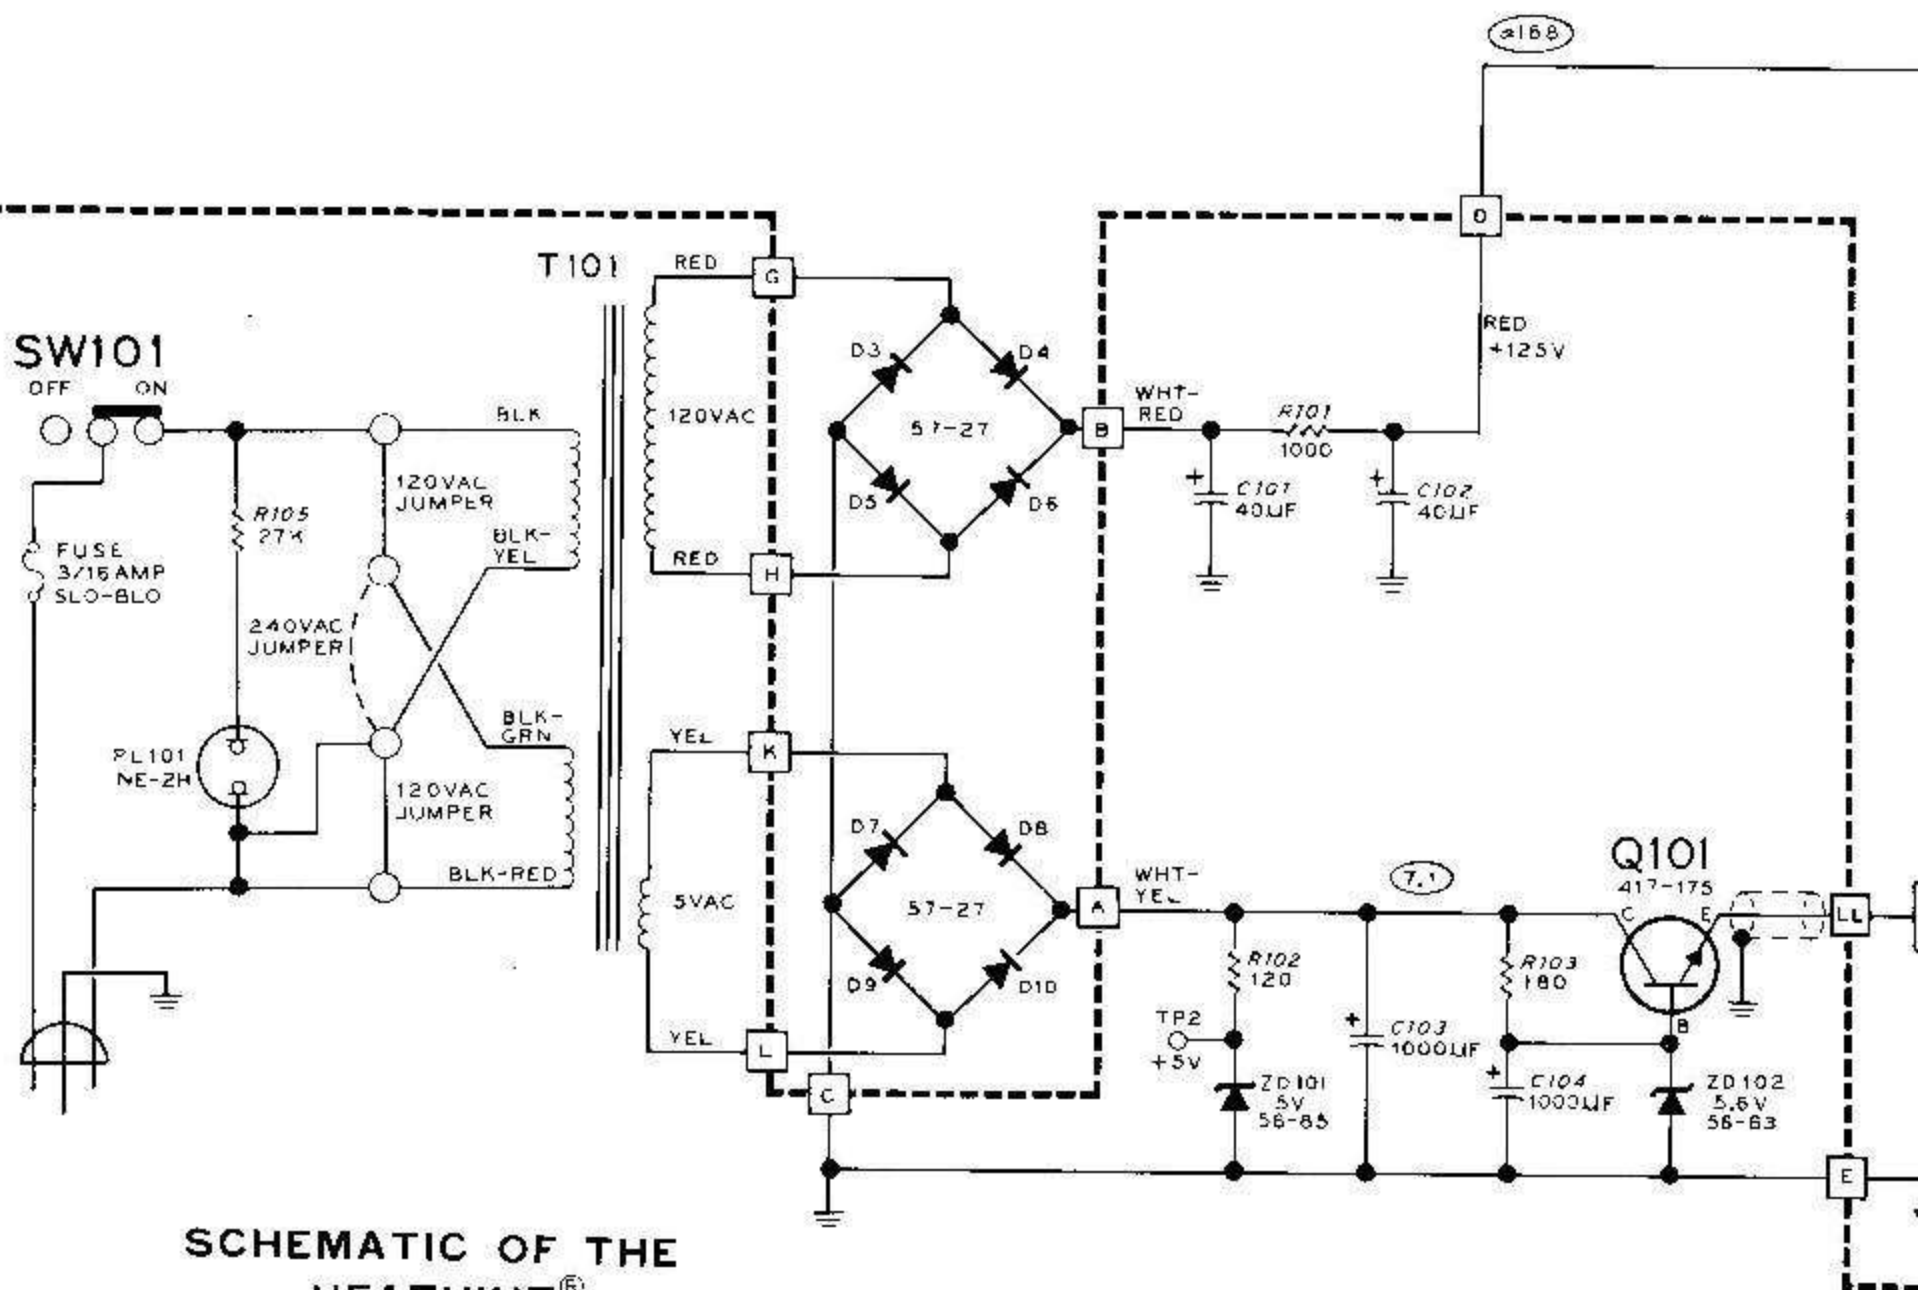 T101
SW101
OFF
ON
RED
G
120VAC
RED
H
BLK
120VAC
JUMPER
BLK-
YEL
R105
27K
FUSE
3/16 AMP
SLO-BLO
240VAC
JUMPER
PL101
NE-2H
BLK-
GRN
120VAC
JUMPER
BLK-RED
YEL
K
5VAC
YEL
L
D3
D4
57-27
D5
D6
B
WHT-
RED
R101
1000
+
C101
40UF
+
C102
40UF
RED
+125V
D7
D8
57-27
D9
D10
A
C
WHT-
YEL
7.1
R102
120
TP2
+5V
ZD101
5V
56-85
+
C103
1000UF
R103
180
+
C104
1000UF
Q101
417-175
C
E
B
ZD102
5.6V
56-63
LL
E
SCHEMATIC OF THE